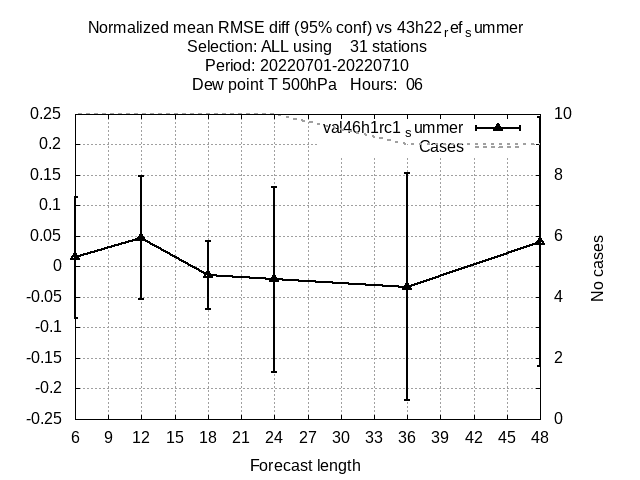 Normalized mean RMSE diff (95% conf) vs 43h22_ref_summer
Selection: ALL using 31 stations
Period: 20220701-20220710
Dew point T 500hPa Hours: 06
0.25
0.2
0.15
0.1
0.05
0
-0.05
-0.1
-0.15
-0.2
-0.25
val46h1rc1_summer
Cases
10
8
6
4
2
0
No cases
6 9 12 15 18 21 24 27 30 33 36 39 42 45 48
Forecast length